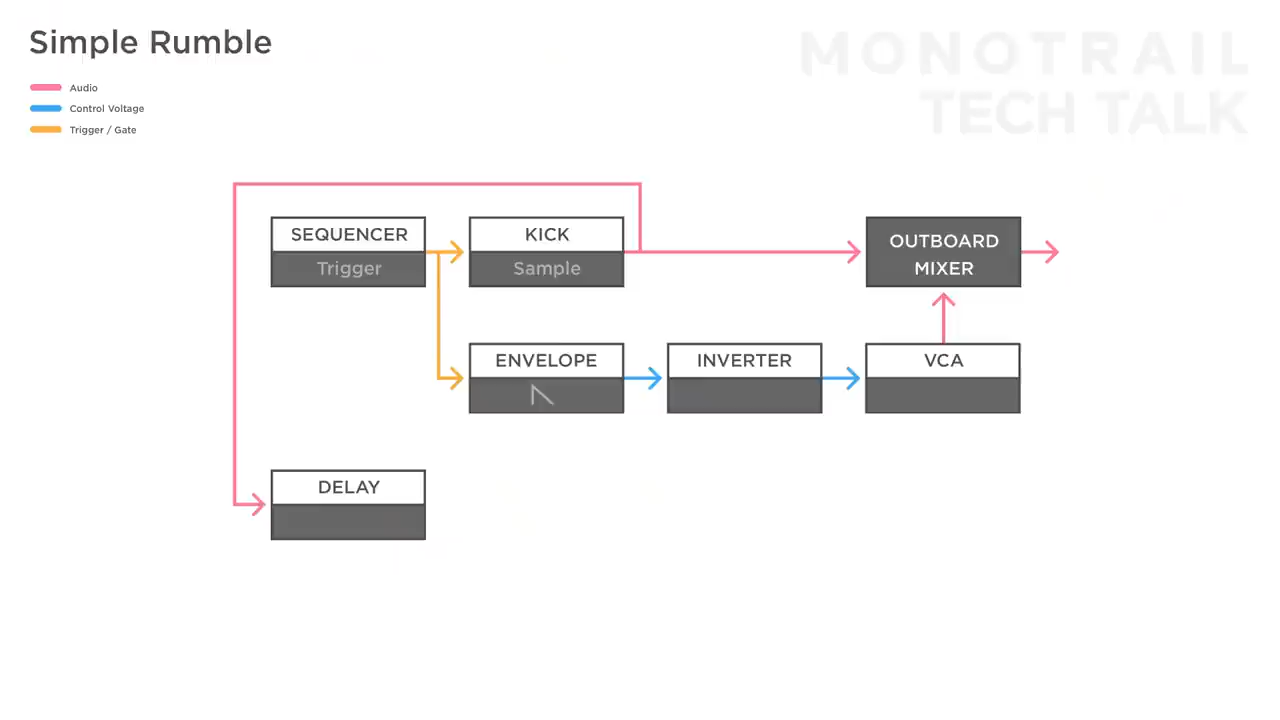 Simple Rumble
MONOTRAIL
TECH TALK
Audio
Control Voltage
Trigger / Gate
SEQUENCER
Trigger
KICK
Sample
OUTBOARD
MIXER
ENVELOPE
INVERTER
VCA
DELAY